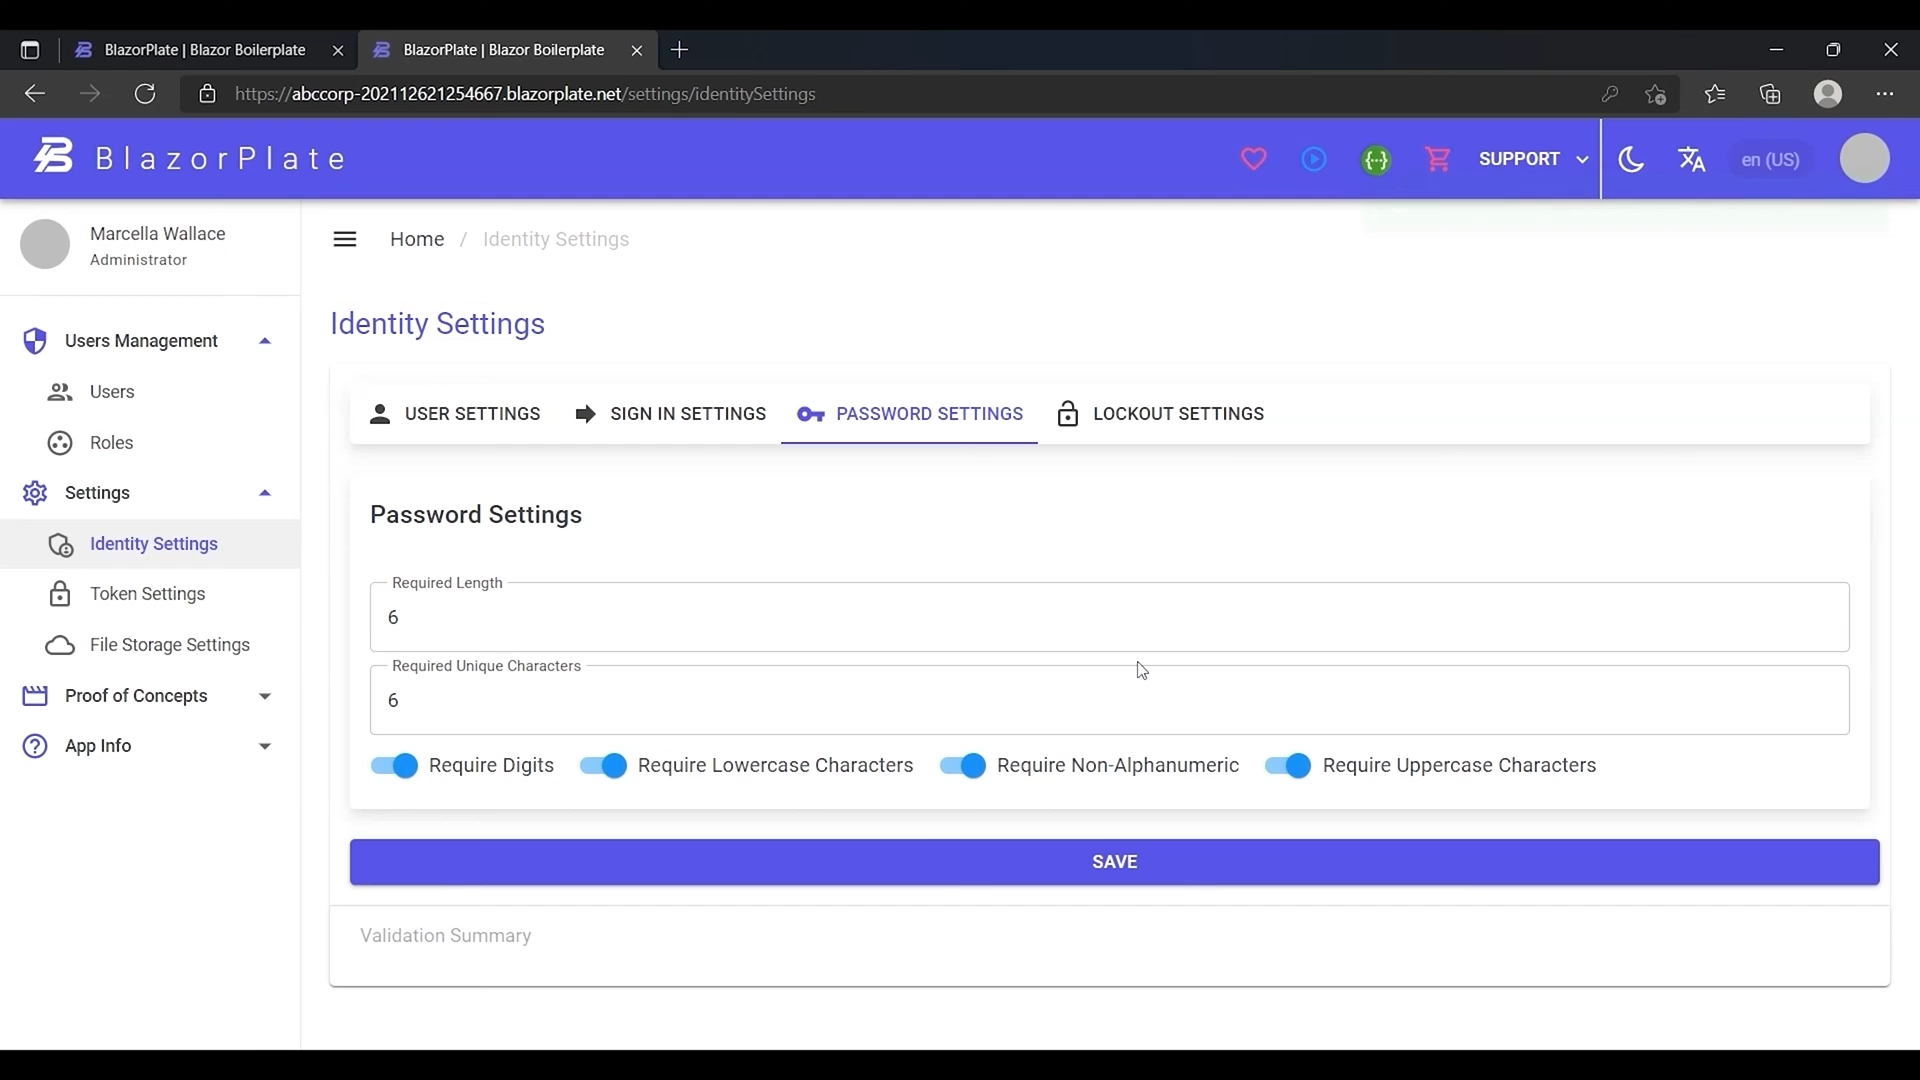 BlazorPlate | Blazor Boilerplate
BlazorPlate | Blazor Boilerplate
https://abccorp-202112621254667.blazorplate.net/settings/identitySettings
BlazorPlate
SUPPORT
en (US)
Marcella Wallace
Administrator
Home / Identity Settings
Users Management
Users
Roles
Settings
Identity Settings
Token Settings
File Storage Settings
Proof of Concepts
App Info
Identity Settings
USER SETTINGS
SIGN IN SETTINGS
PASSWORD SETTINGS
LOCKOUT SETTINGS
Password Settings
Required Length
6
Required Unique Characters
6
Require Digits
Require Lowercase Characters
Require Non-Alphanumeric
Require Uppercase Characters
SAVE
Validation Summary